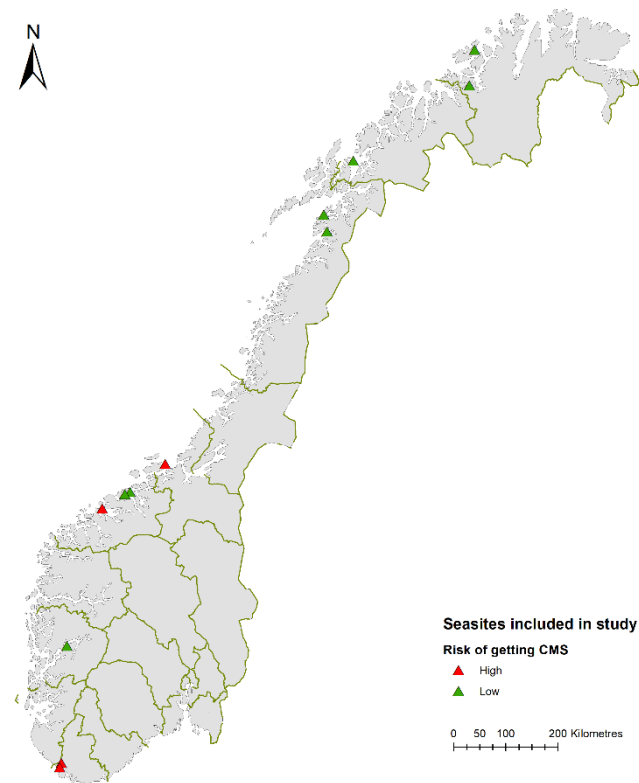 N
Seasites included in study
Risk of getting CMS
High
Low
0 50 100 200 Kilometres